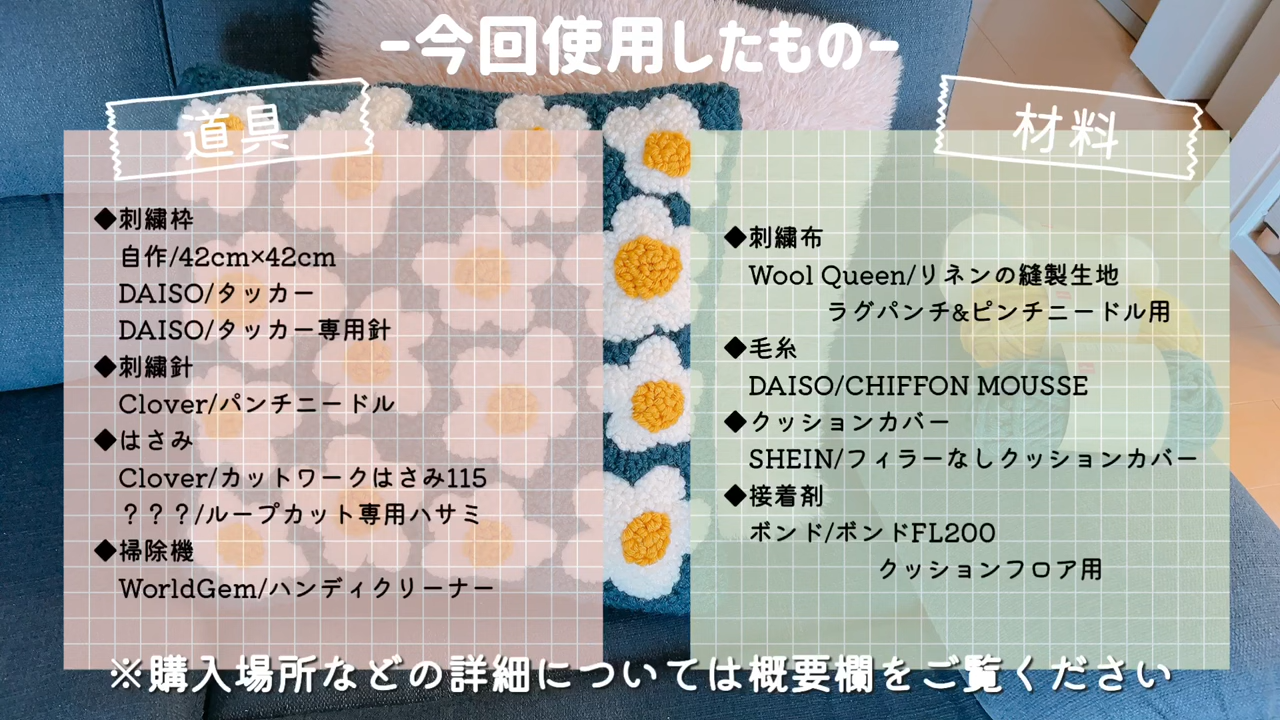 -今回使用したもの-
道具
◆刺繍枠
自作/42cm×42cm
DAISO/タッカー
DAISO/タッカー専用針
◆刺繍針
Clover/パンチニードル
◆はさみ
Clover/カットワークはさみ115
？？？/ループカット専用ハサミ
◆掃除機
WorldGem/ハンディクリーナー
材料
◆刺繍布
Wool Queen/リネンの縫製生地
ラグパンチ&ピンチニードル用
◆毛糸
DAISO/CHIFFON MOUSSE
◆クッションカバー
SHEIN/フィラーなしクッションカバー
◆接着剤
ボンド/ボンドFL200
クッションフロア用
※購入場所などの詳細については概要欄をご覧ください